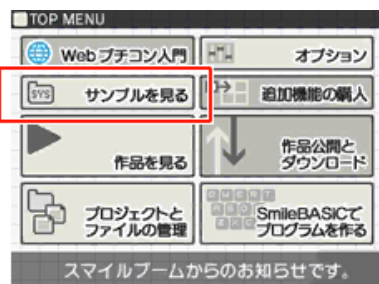 TOP MENU
Webプチコン入門
オプション
SYS
サンプルを見る
追加機能の購入
作品を見る
作品公開と
ダウンロード
プロジェクトと
ファイルの管理
SmileBASICで
プログラムを作る
スマイルブームからのお知らせです。